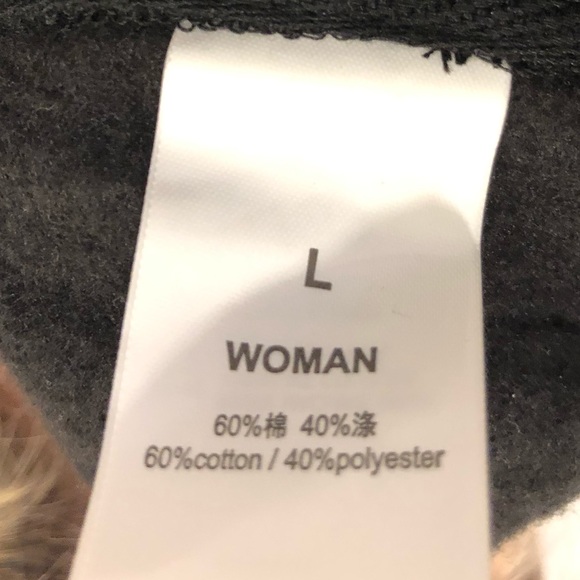 L
WOMAN
60%棉 40%涤
60%cotton / 40%polyester